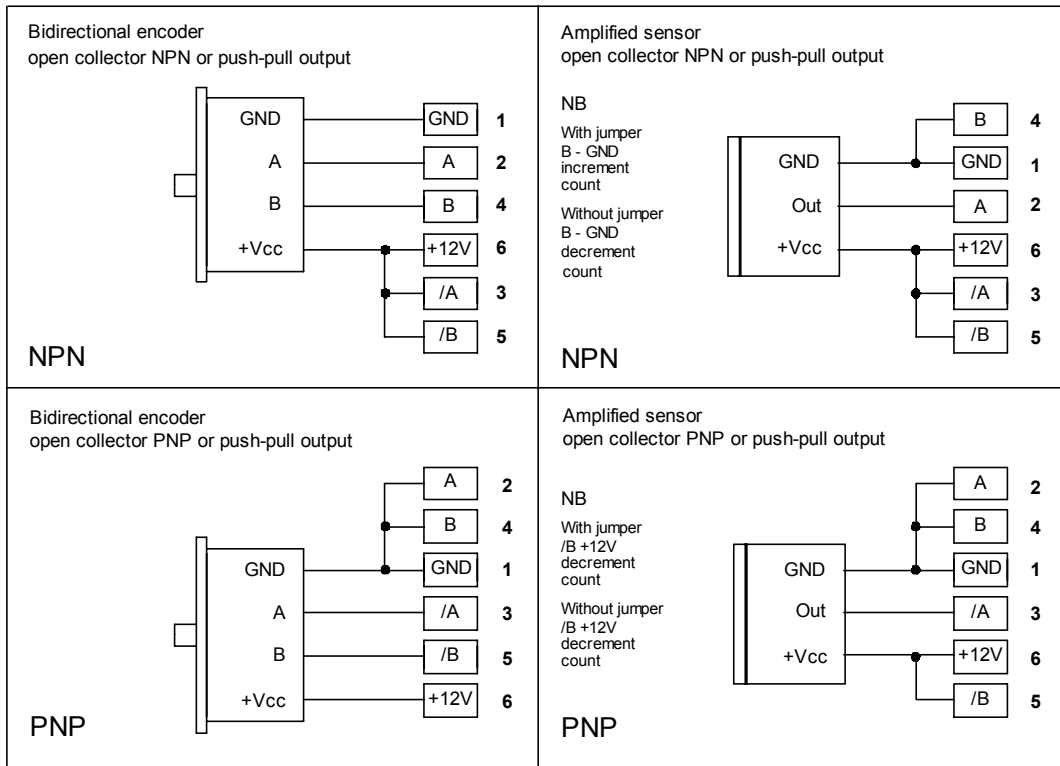 Bidirectional encoder
open collector NPN or push-pull output
GND GND 1
A A 2
B B 4
+Vcc +12V 6
/A 3
/B 5
NPN
Amplified sensor
open collector NPN or push-pull output
NB
With jumper
B - GND
increment
count
Without jumper
B - GND
decrement
count
B 4
GND GND 1
Out A 2
+Vcc +12V 6
/A 3
/B 5
NPN
Bidirectional encoder
open collector PNP or push-pull output
A 2
B 4
GND GND 1
A /A 3
B /B 5
+Vcc +12V 6
PNP
Amplified sensor
open collector PNP or push-pull output
NB
With jumper
/B +12V
decrement
count
Without jumper
/B +12V
decrement
count
A 2
B 4
GND GND 1
Out /A 3
+Vcc +12V 6
/B 5
PNP